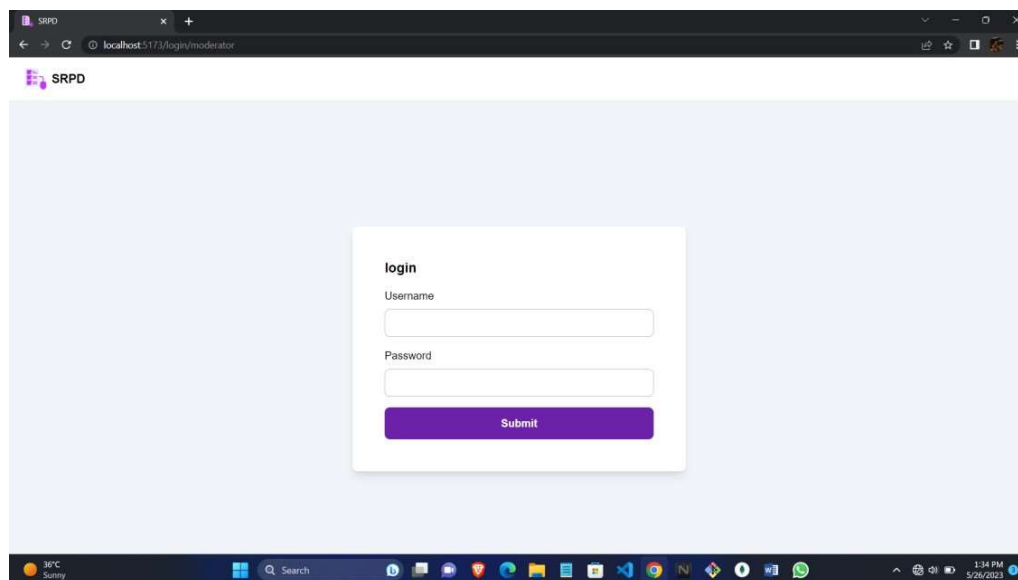 SRPD
localhost:5173/login/moderator
SRPD
login
Username
Password
Submit
36°C
Sunny
Search
1:34 PM
5/26/2023